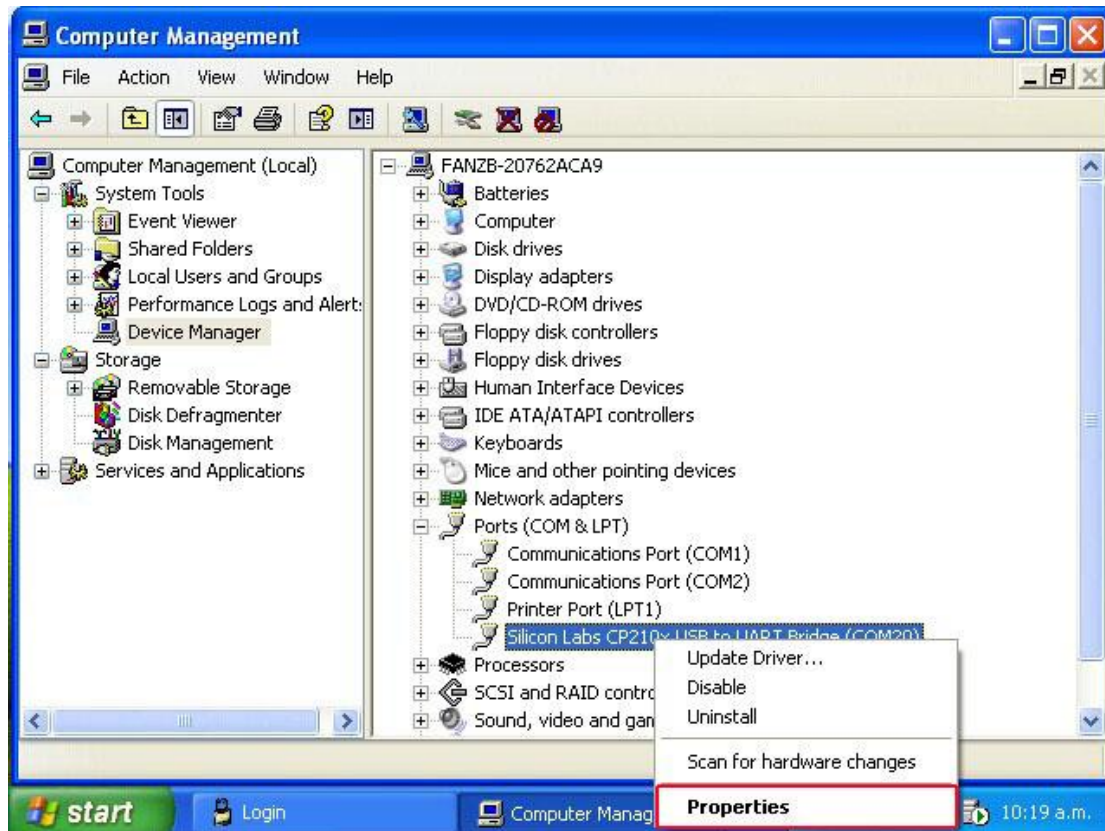 Computer Management
File Action View Window Help
Computer Management (Local)
System Tools
Event Viewer
Shared Folders
Local Users and Groups
Performance Logs and Alert:
Device Manager
Storage
Removable Storage
Disk Defragmenter
Disk Management
Services and Applications
FANZB-20762ACA9
Batteries
Computer
Disk drives
Display adapters
DVD/CD-ROM drives
Floppy disk controllers
Floppy disk drives
Human Interface Devices
IDE ATA/ATAPI controllers
Keyboards
Mice and other pointing devices
Network adapters
Ports (COM & LPT)
Communications Port (COM1)
Communications Port (COM2)
Printer Port (LPT1)
Silicon Labs CP210x USB to UART Bridge (COM20)
Processors
SCSI and RAID contro
Sound, video and gan
Update Driver...
Disable
Uninstall
Scan for hardware changes
Properties
start
Login
Computer Manag
10:19 a.m.